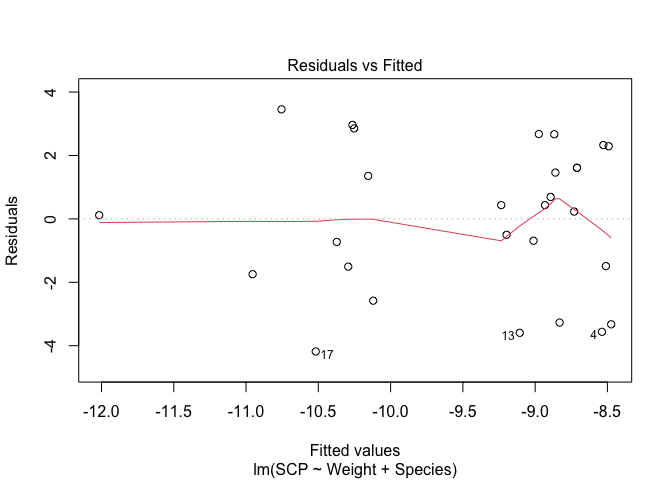 Residuals vs Fitted
Residuals
4
2
0
-2
-4
17
13
4
-12.0 -11.5 -11.0 -10.5 -10.0 -9.5 -9.0 -8.5
Fitted values
lm(SCP ~ Weight + Species)